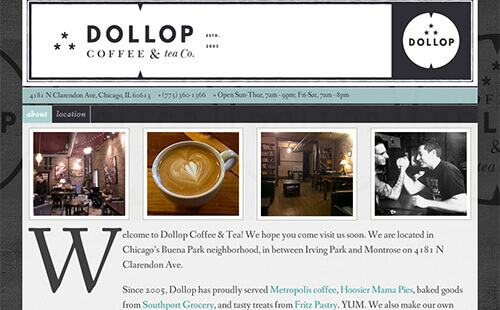 DOLLOP
ESTD.
2005
COFFEE & tea Co.
DOLLOP
4181 N Clarendon Ave, Chicago, IL 60613 • (773) 360-1366 • Open Sun-Thur, 7am - 9pm; Fri-Sat, 7am - 8pm
about location
Welcome to Dollop Coffee & Tea! We hope you come visit us soon. We are located in
Chicago's Buena Park neighborhood, in between Irving Park and Montrose on 4181 N
Clarendon Ave.
Since 2005, Dollop has proudly served Metropolis coffee, Hoosier Mama Pies, baked goods
from Southport Grocery, and tasty treats from Fritz Pastry. YUM. We also make our own